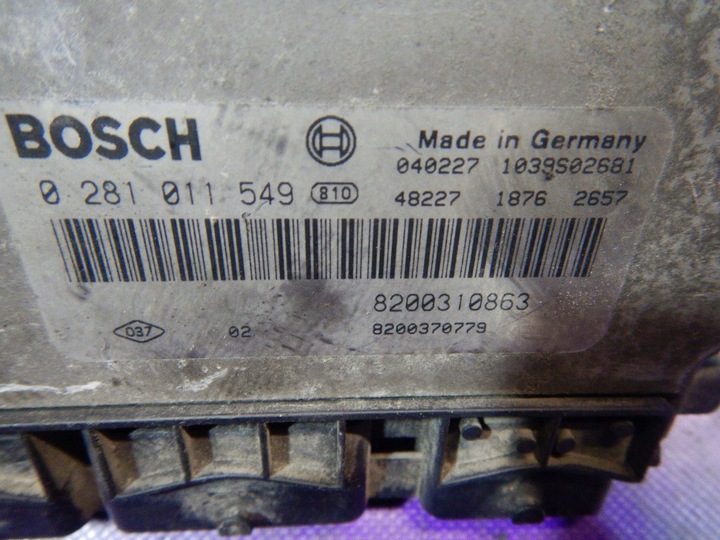 BOSCH
Made in Germany
040227 1039S02681
0 281 011 549 810
48227 1876 2657
8200310863
037 02 8200370779